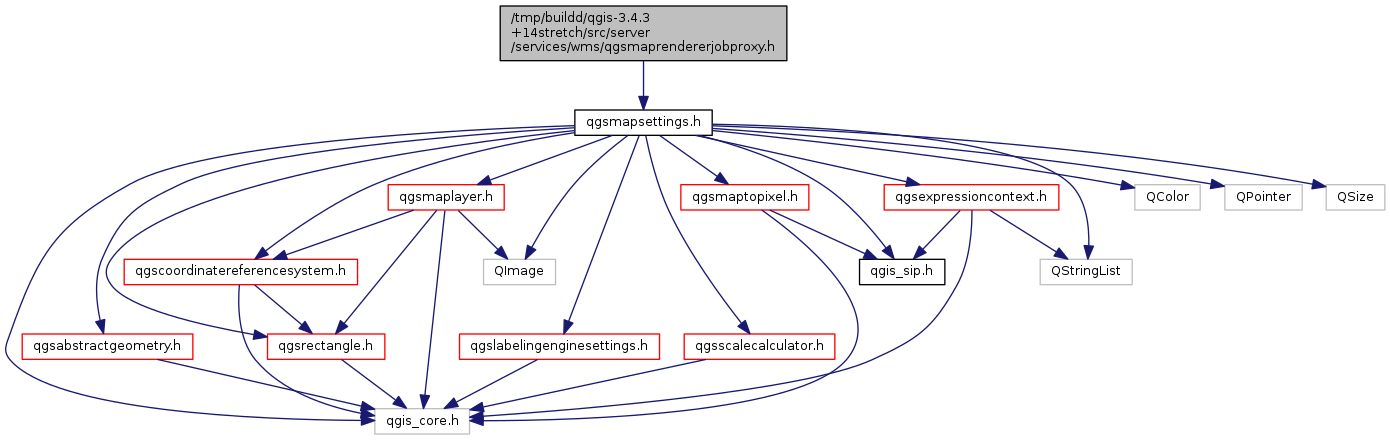 /tmp/buildd/qgis-3.4.3
+14stretch/src/server
/services/wms/qgsmaprendererjobproxy.h
qgsmapsettings.h
qgsmaplayer.h
qgsmaptopixel.h
qgsexpressioncontext.h
QColor
QPointer
QSize
qgscoordinatereferencesystem.h
QImage
qgis_sip.h
QStringList
qgsabstractgeometry.h
qgsrectangle.h
qgslabelingenginesettings.h
qgsscalecalculator.h
qgis_core.h